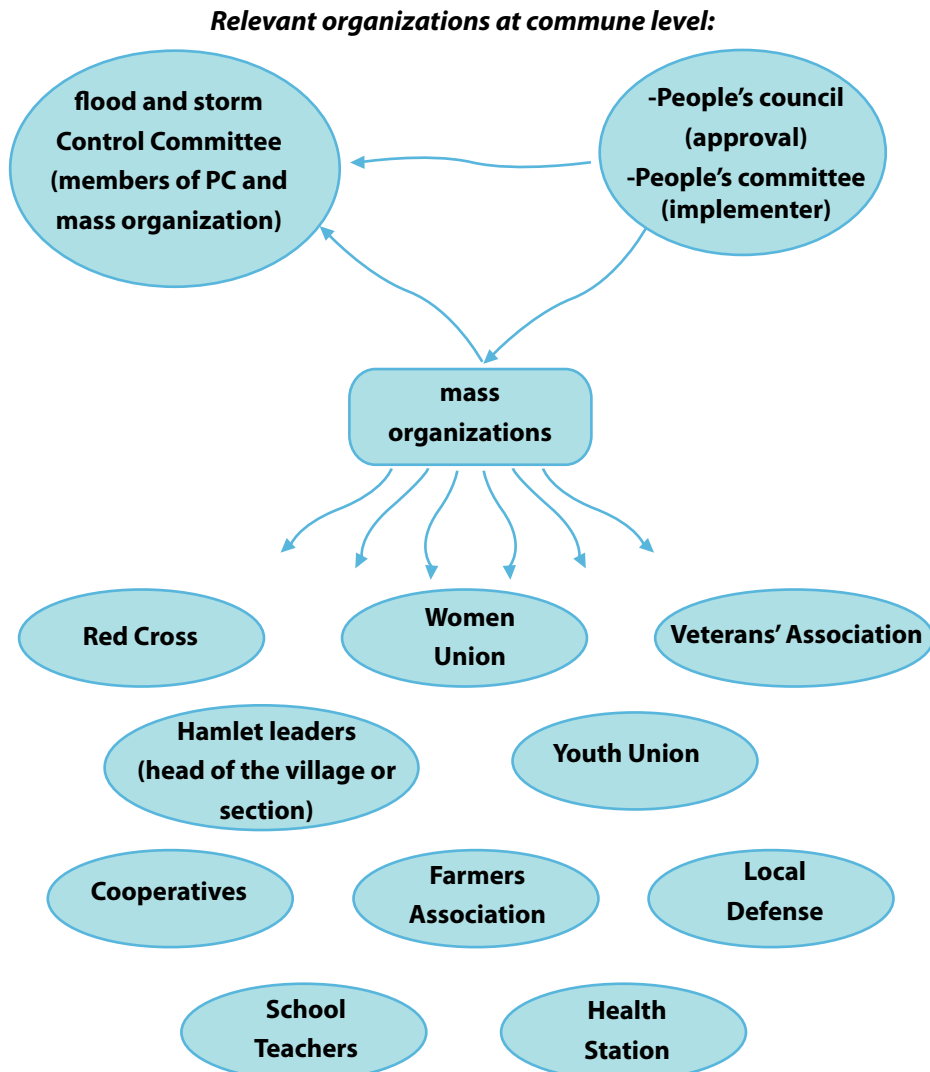 Relevant organizations at commune level:
flood and storm
Control Committee
(members of PC and
mass organization)
-People’s council
(approval)
-People’s committee
(implementer)
mass
organizations
Red Cross
Women
Union
Veterans’ Association
Hamlet leaders
(head of the village or
section)
Youth Union
Cooperatives
Farmers
Association
Local
Defense
School
Teachers
Health
Station